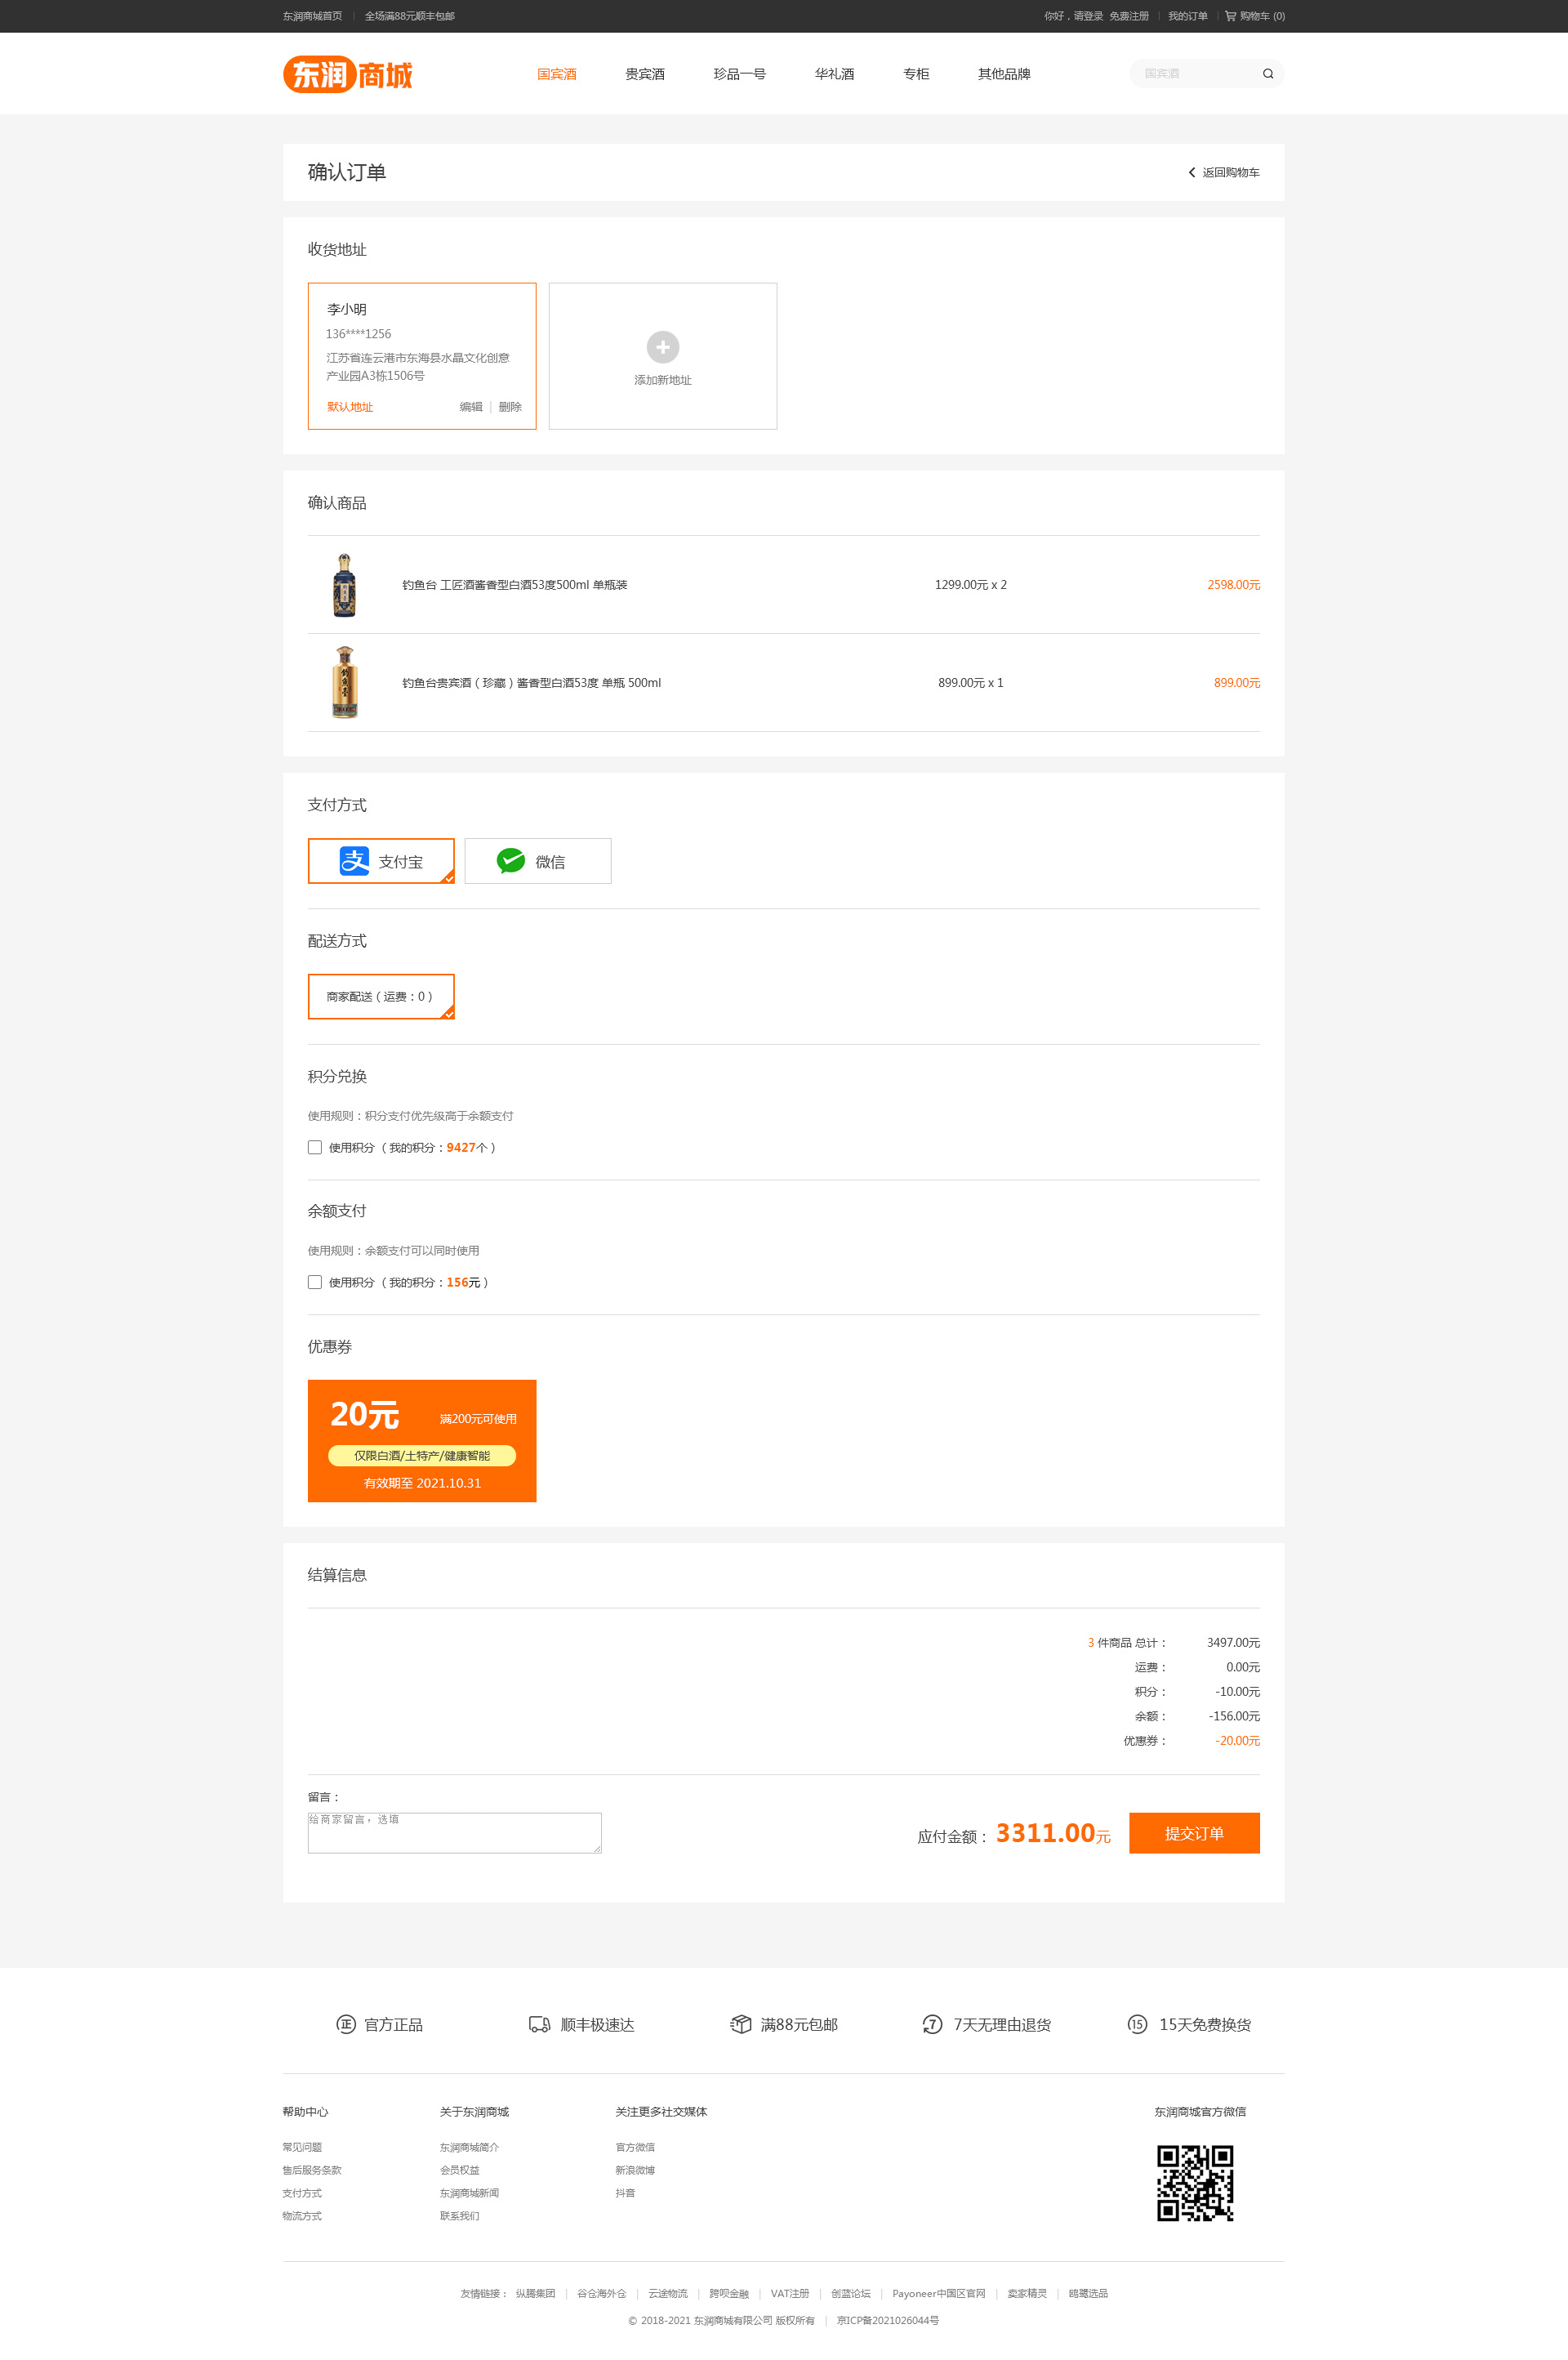 东润商城首页 | 全场满88元顺丰包邮
你好，请登录 免费注册 | 我的订单 | 购物车 (0)
东润商城
国宾酒 贵宾酒 珍品一号 华礼酒 专柜 其他品牌
国宾酒
确认订单
返回购物车
收货地址
李小明
136****1256
江苏省连云港市东海县水晶文化创意
产业园A3栋1506号
默认地址 编辑 | 删除
添加新地址
确认商品
钓鱼台 工匠酒酱香型白酒53度500ml 单瓶装 1299.00元 x 2 2598.00元
钓鱼台
钓鱼台贵宾酒（珍藏）酱香型白酒53度 单瓶 500ml 899.00元 x 1 899.00元
支付方式
支付宝 微信
配送方式
商家配送（运费：0）
积分兑换
使用规则：积分支付优先级高于余额支付
使用积分 （我的积分：9427个）
余额支付
使用规则：余额支付可以同时使用
使用积分 （我的积分：156元）
优惠券
20元 满200元可使用
仅限白酒/土特产/健康智能
有效期至 2021.10.31
结算信息
3 件商品 总计： 3497.00元
运费： 0.00元
积分： -10.00元
余额： -156.00元
优惠券： -20.00元
留言：
给商家留言，选填
应付金额： 3311.00元 提交订单
正 官方正品 顺丰极速达 满88元包邮 7 7天无理由退货 15 15天免费换货
帮助中心
常见问题
售后服务条款
支付方式
物流方式
关于东润商城
东润商城简介
会员权益
东润商城新闻
联系我们
关注更多社交媒体
官方微信
新浪微博
抖音
东润商城官方微信
友情链接： 纵腾集团 | 谷仓海外仓 | 云途物流 | 跨呗金融 | VAT注册 | 创蓝论坛 | Payoneer中国区官网 | 卖家精灵 | 鸥鹭选品
© 2018-2021 东润商城有限公司 版权所有 | 京ICP备2021026044号